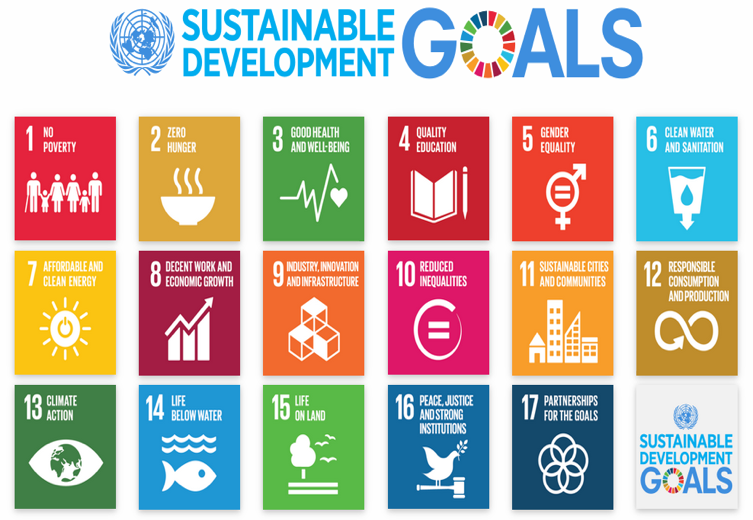 SUSTAINABLE
DEVELOPMENT
GOALS
1 NO
POVERTY
2 ZERO
HUNGER
3 GOOD HEALTH
AND WELL-BEING
4 QUALITY
EDUCATION
5 GENDER
EQUALITY
6 CLEAN WATER
AND SANITATION
7 AFFORDABLE AND
CLEAN ENERGY
8 DECENT WORK AND
ECONOMIC GROWTH
9 INDUSTRY, INNOVATION
AND INFRASTRUCTURE
10 REDUCED
INEQUALITIES
11 SUSTAINABLE CITIES
AND COMMUNITIES
12 RESPONSIBLE
CONSUMPTION
AND PRODUCTION
13 CLIMATE
ACTION
14 LIFE
BELOW WATER
15 LIFE
ON LAND
16 PEACE, JUSTICE
AND STRONG
INSTITUTIONS
17 PARTNERSHIPS
FOR THE GOALS
SUSTAINABLE
DEVELOPMENT
GOALS